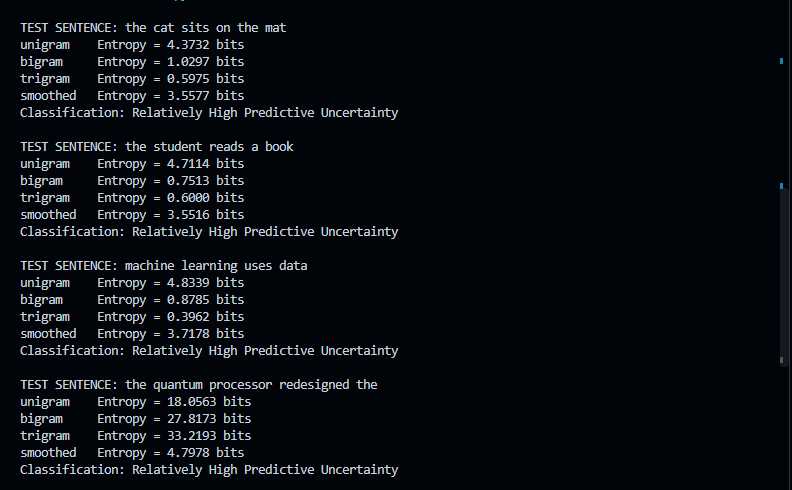 TEST SENTENCE: the cat sits on the mat
unigram    Entropy = 4.3732 bits
bigram     Entropy = 1.0297 bits
trigram    Entropy = 0.5975 bits
smoothed   Entropy = 3.5577 bits
Classification: Relatively High Predictive Uncertainty
TEST SENTENCE: the student reads a book
unigram    Entropy = 4.7114 bits
bigram     Entropy = 0.7513 bits
trigram    Entropy = 0.6000 bits
smoothed   Entropy = 3.5516 bits
Classification: Relatively High Predictive Uncertainty
TEST SENTENCE: machine learning uses data
unigram    Entropy = 4.8339 bits
bigram     Entropy = 0.8785 bits
trigram    Entropy = 0.3962 bits
smoothed   Entropy = 3.7178 bits
Classification: Relatively High Predictive Uncertainty
TEST SENTENCE: the quantum processor redesigned the
unigram    Entropy = 18.0563 bits
bigram     Entropy = 27.8173 bits
trigram    Entropy = 33.2193 bits
smoothed   Entropy = 4.7978 bits
Classification: Relatively High Predictive Uncertainty